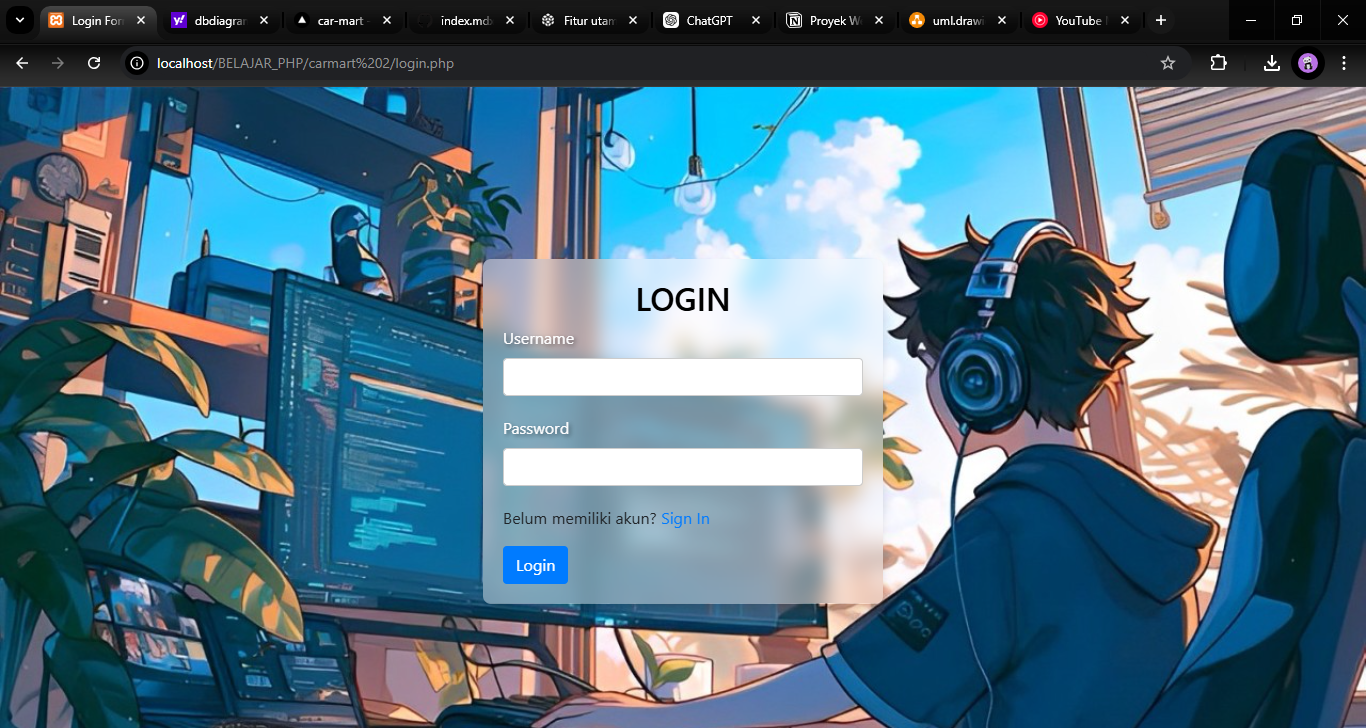 Login For
dbdiagrar
car-mart
index.md
Fitur utam
ChatGPT
Proyek W
uml.drawi
YouTube
localhost/BELAJAR_PHP/carmart%202/login.php
LOGIN
Username
Password
Belum memiliki akun? Sign In
Login